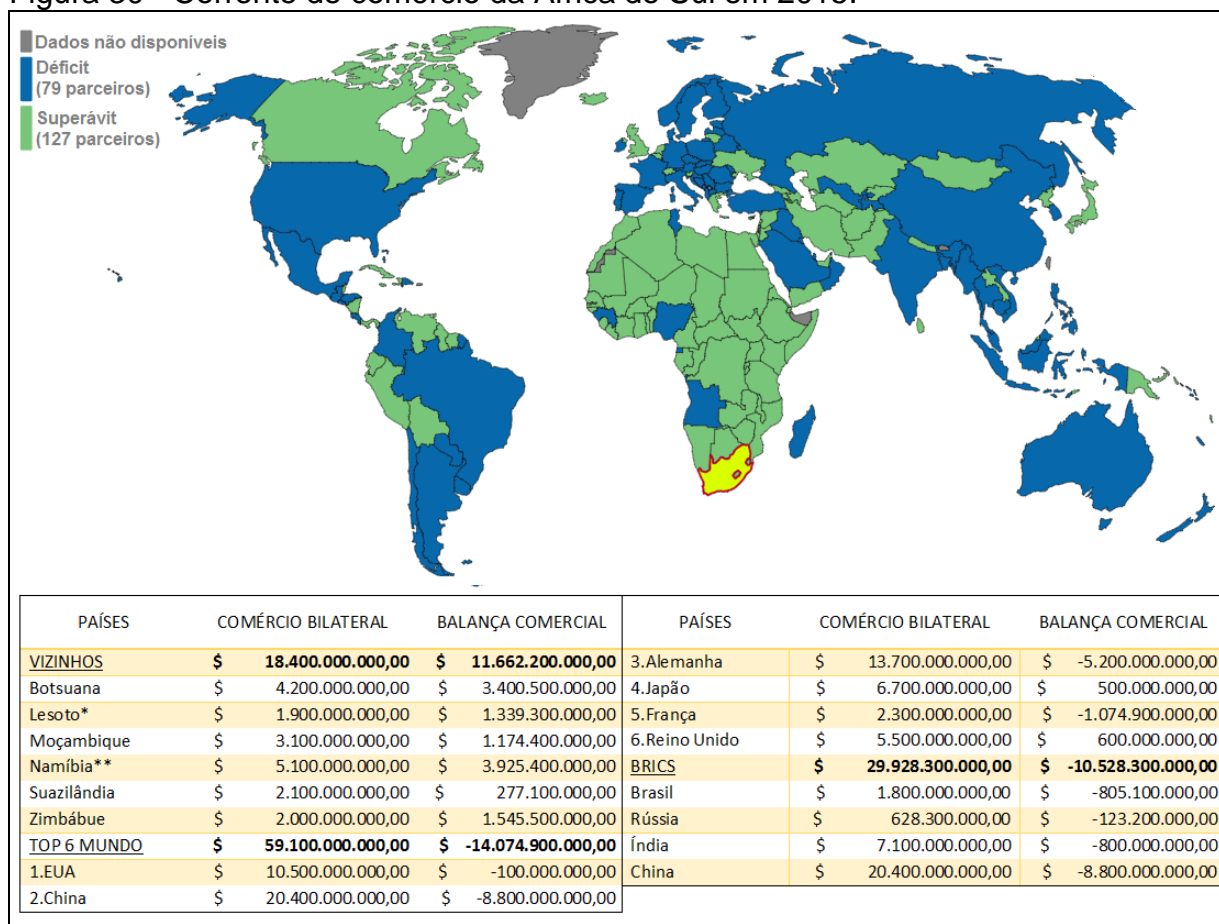 Figura 30 - Corrente de comércio da África do Sul em 2015.
Dados não disponíveis
Déficit
(79 parceiros)
Superávit
(127 parceiros)
PAÍSES COMÉRCIO BILATERAL BALANÇA COMERCIAL
VIZINHOS $ 18.400.000.000,00 $ 11.662.200.000,00
Botsuana $ 4.200.000.000,00 $ 3.400.500.000,00
Lesoto* $ 1.900.000.000,00 $ 1.339.300.000,00
Moçambique $ 3.100.000.000,00 $ 1.174.400.000,00
Namíbia** $ 5.100.000.000,00 $ 3.925.400.000,00
Suazilândia $ 2.100.000.000,00 $ 277.100.000,00
Zimbábue $ 2.000.000.000,00 $ 1.545.500.000,00
TOP 6 MUNDO $ 59.100.000.000,00 $ -14.074.900.000,00
1.EUA $ 10.500.000.000,00 $ -100.000.000,00
2.China $ 20.400.000.000,00 $ -8.800.000.000,00
PAÍSES COMÉRCIO BILATERAL BALANÇA COMERCIAL
3.Alemanha $ 13.700.000.000,00 $ -5.200.000.000,00
4.Japão $ 6.700.000.000,00 $ 500.000.000,00
5.França $ 2.300.000.000,00 $ -1.074.900.000,00
6.Reino Unido $ 5.500.000.000,00 $ 600.000.000,00
BRICS $ 29.928.300.000,00 $ -10.528.300.000,00
Brasil $ 1.800.000.000,00 $ -805.100.000,00
Rússia $ 628.300.000,00 $ -123.200.000,00
Índia $ 7.100.000.000,00 $ -800.000.000,00
China $ 20.400.000.000,00 $ -8.800.000.000,00